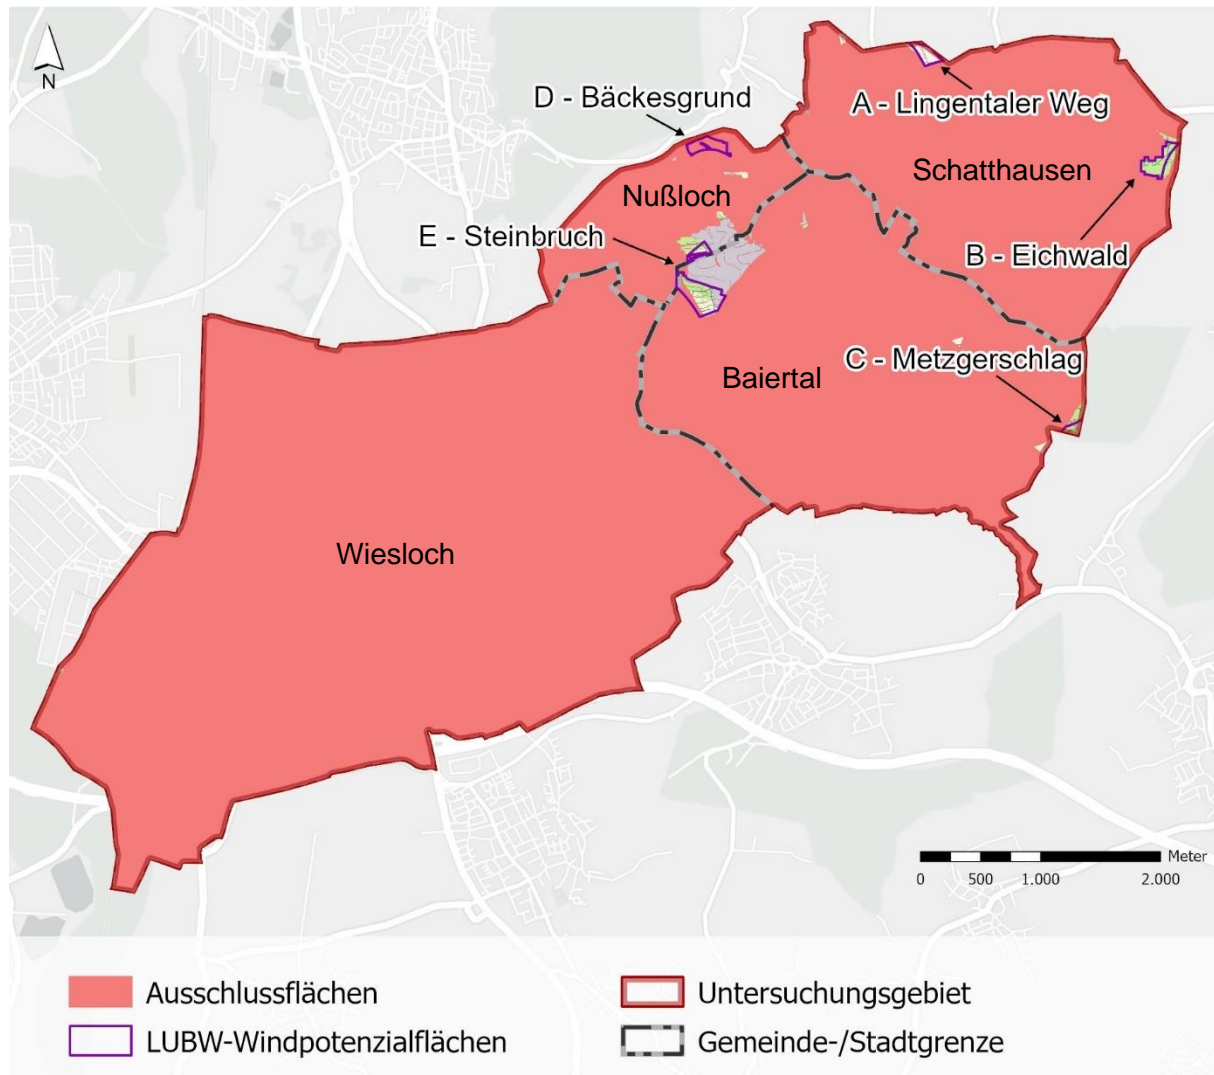 N
D - Bäckesgrund
A - Lingentaler Weg
Schatthausen
Nußloch
E - Steinbruch
B - Eichwald
C - Metzgerschlag
Baiertal
Wiesloch
Meter
0 500 1.000 2.000
Ausschlussflächen
Untersuchungsgebiet
LUBW-Windpotenzialflächen
Gemeinde-/Stadtgrenze